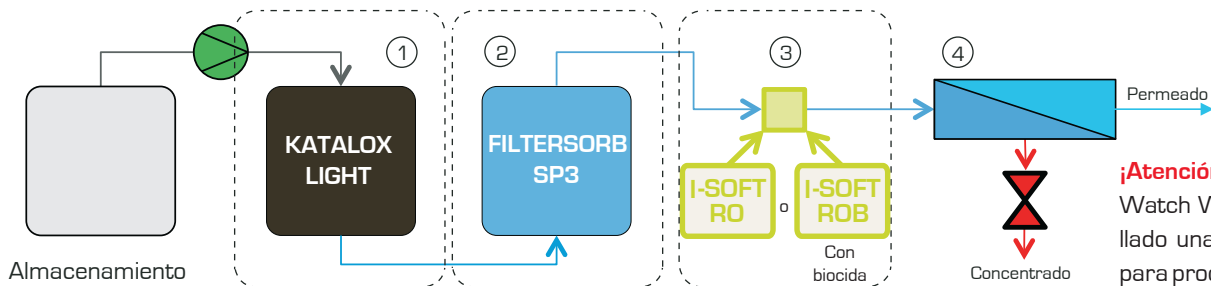 1
2
3
4
KATALOX
LIGHT
FILTERSORB
SP3
I-SOFT
RO
o
I-SOFT
ROB
Con
biocida
Almacenamiento
Permeado
Concentrado
¡Atención
Watch W
llado una
para proc